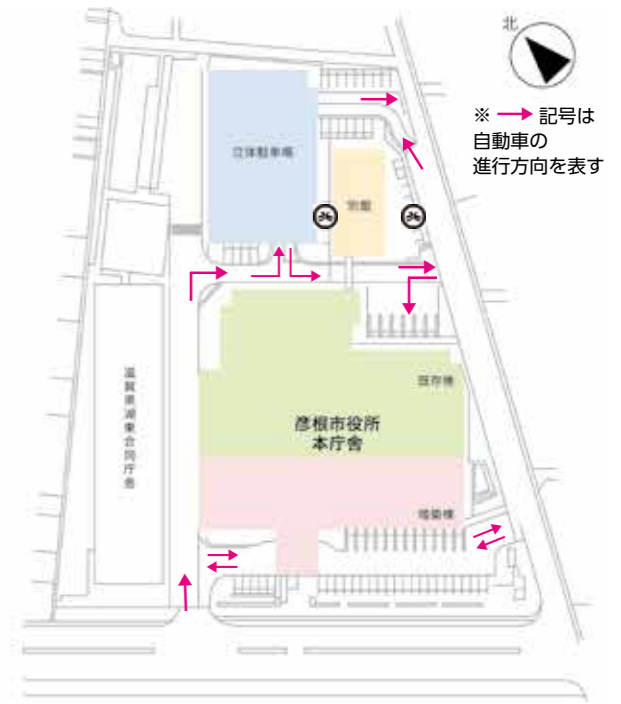 北
※ → 記号は
自動車の
進行方向を表す
立体駐車場
別館
滋賀県湖東合同庁舎
既存棟
彦根市役所
本庁舎
増築棟